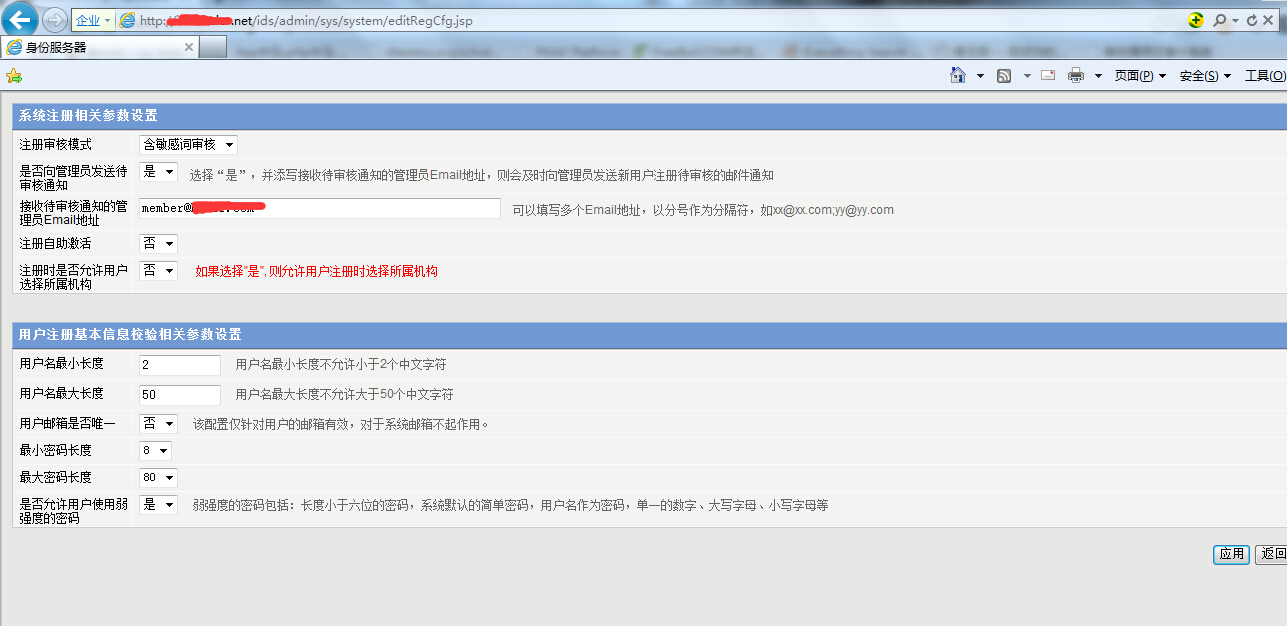 企业
http:
.net/ids/admin/sys/system/editRegCfg.jsp
身份服务器
页面(P) 安全(S) 工具(O)
系统注册相关参数设置
注册审核模式 含敏感词审核
是否向管理员发送待
审核通知 是 选择“是”，并添写接收待审核通知的管理员Email地址，则会及时向管理员发送新用户注册待审核的邮件通知
接收待审核通知的管
理员Email地址 member@ 可以填写多个Email地址，以分号作为分隔符，如xx@xx.com;yy@yy.com
注册自助激活 否
注册时是否允许用户
选择所属机构 否 如果选择"是",则允许用户注册时选择所属机构
用户注册基本信息校验相关参数设置
用户名最小长度 2 用户名最小长度不允许小于2个中文字符
用户名最大长度 50 用户名最大长度不允许大于50个中文字符
用户邮箱是否唯一 否 该配置仅针对用户的邮箱有效，对于系统邮箱不起作用。
最小密码长度 8
最大密码长度 80
是否允许用户使用弱
强度的密码 是 弱强度的密码包括：长度小于六位的密码，系统默认的简单密码，用户名作为密码，单一的数字、大写字母、小写字母等
应用 返回